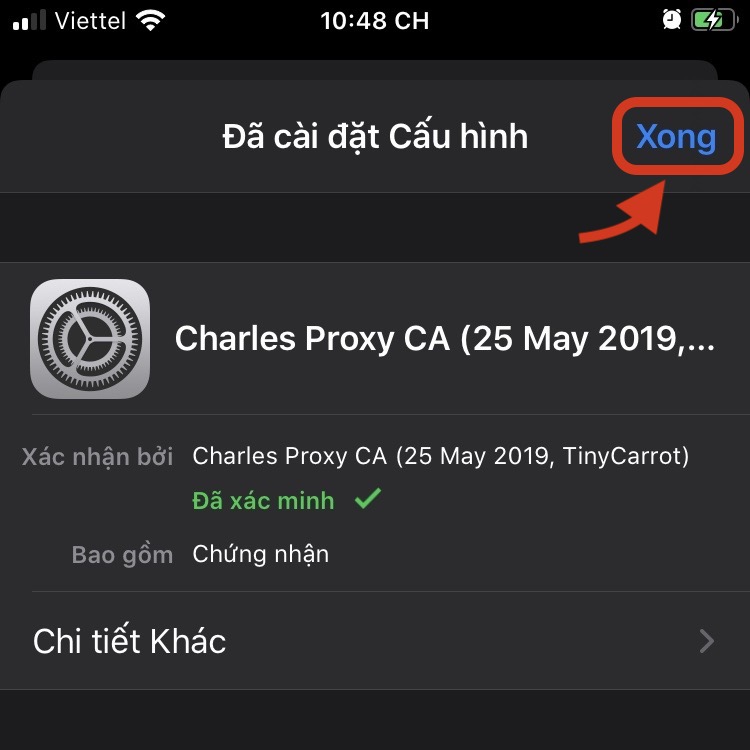 Viettel
10:48 CH
Đã cài đặt Cấu hình
Xong
Charles Proxy CA (25 May 2019,...
Xác nhận bởi Charles Proxy CA (25 May 2019, TinyCarrot)
Đã xác minh
Bao gồm Chứng nhận
Chi tiết Khác